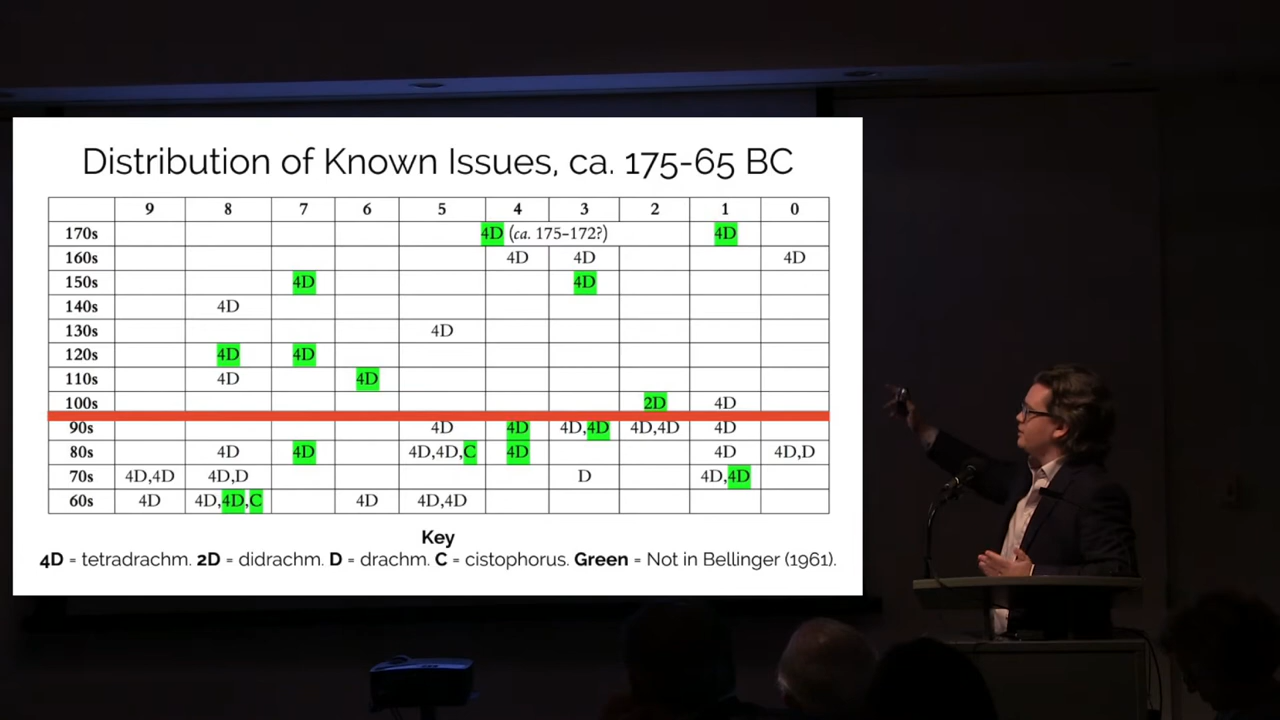 Distribution of Known Issues, ca. 175-65 BC
9 8 7 6 5 4 3 2 1 0
170s 4D (ca. 175–172?) 4D
160s 4D 4D 4D
150s 4D 4D
140s 4D
130s 4D
120s 4D 4D
110s 4D 4D
100s 2D 4D
90s 4D 4D 4D,4D 4D,4D 4D
80s 4D 4D 4D,4D,C 4D 4D 4D,D
70s 4D,4D 4D,D D 4D,4D
60s 4D 4D,4D,C 4D 4D,4D
Key
4D = tetradrachm. 2D = didrachm. D = drachm. C = cistophorus. Green = Not in Bellinger (1961).